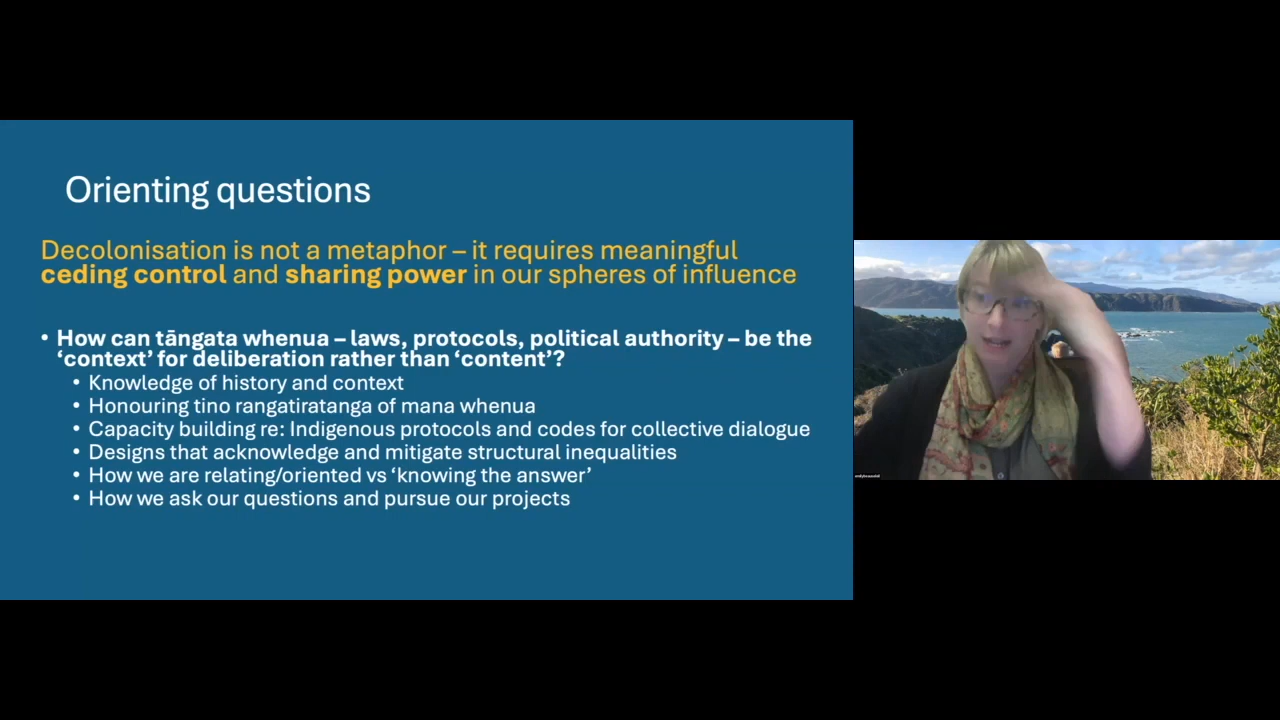 Orienting questions
Decolonisation is not a metaphor – it requires meaningful
ceding control and sharing power in our spheres of influence
• How can tāngata whenua – laws, protocols, political authority – be the
‘context’ for deliberation rather than ‘content’?
• Knowledge of history and context
• Honouring tino rangatiratanga of mana whenua
• Capacity building re: Indigenous protocols and codes for collective dialogue
• Designs that acknowledge and mitigate structural inequalities
• How we are relating/oriented vs ‘knowing the answer’
• How we ask our questions and pursue our projects